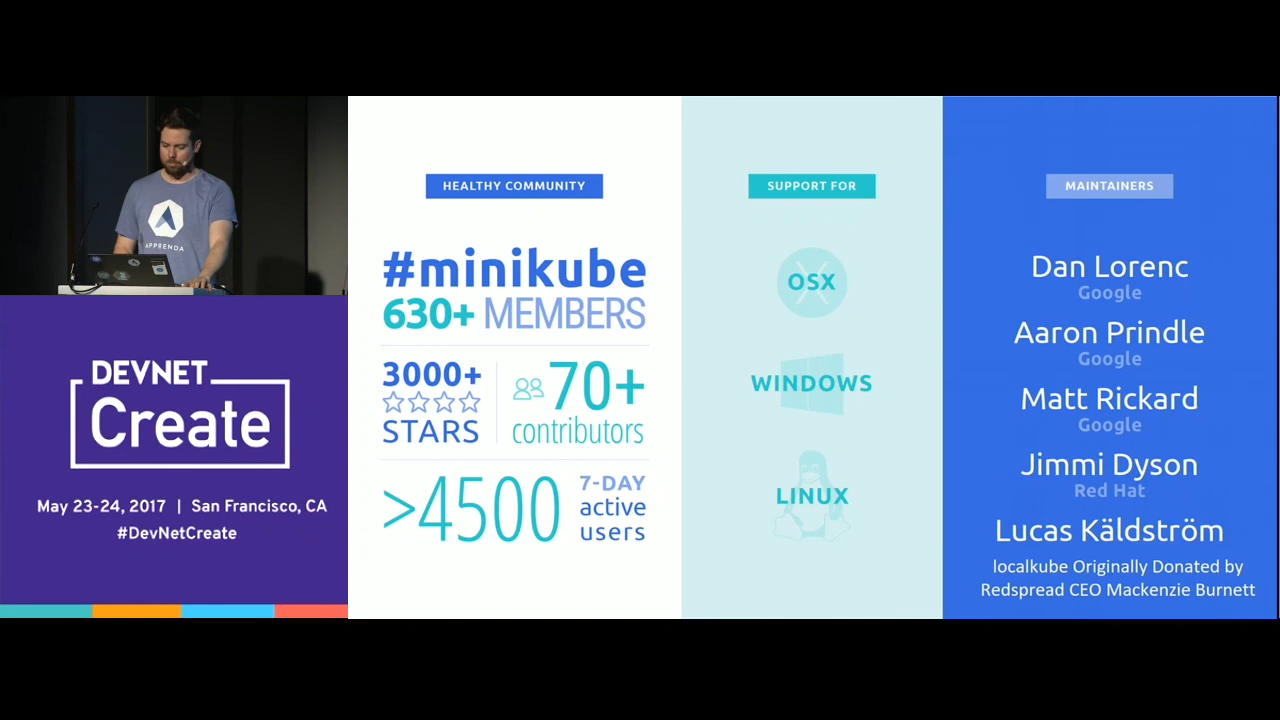 APPRENDA
DEVNET
Create
May 23-24, 2017 | San Francisco, CA
#DevNetCreate
HEALTHY COMMUNITY
#minikube
630+ MEMBERS
3000+
STARS
70+
contributors
>4500
7-DAY
active
users
SUPPORT FOR
OSX
WINDOWS
LINUX
MAINTAINERS
Dan Lorenc
Google
Aaron Prindle
Google
Matt Rickard
Google
Jimmi Dyson
Red Hat
Lucas Käldström
localkube Originally Donated by
Redspread CEO Mackenzie Burnett